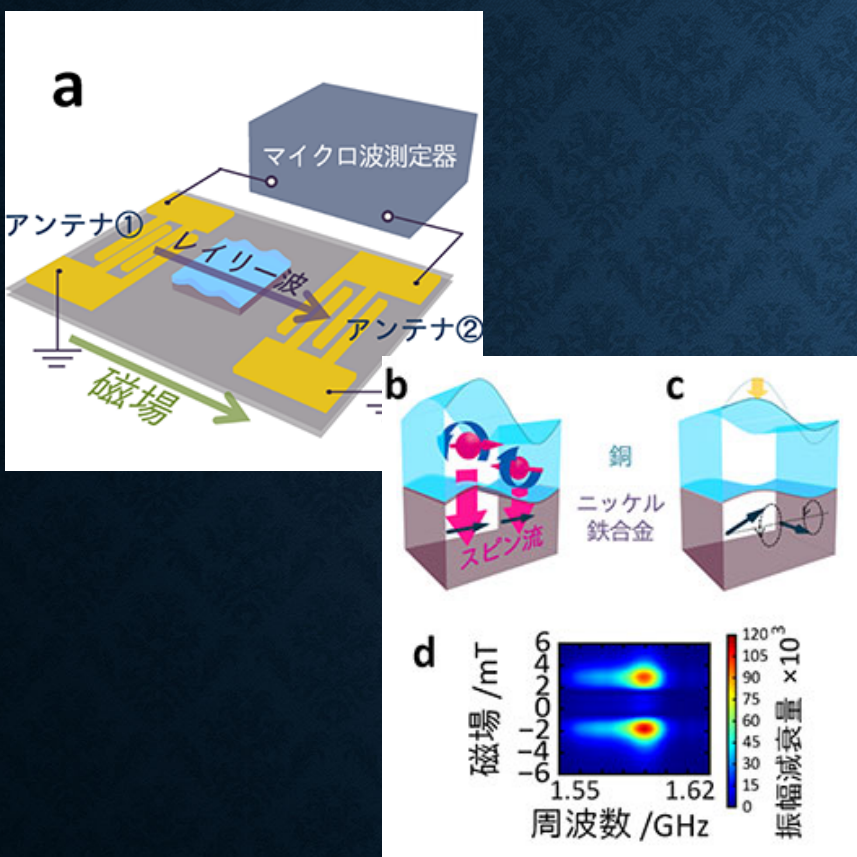 a
マイクロ波測定器
アンテナ①
レイリー波
アンテナ②
磁場
b
c
銅
ニッケル
鉄合金
スピン流
d
磁場 /mT
6
4
2
0
−2
−4
−6
1.55
1.62
周波数 /GHz
120
105
90
75
60
45
30
15
0
振幅減衰量 ×10³